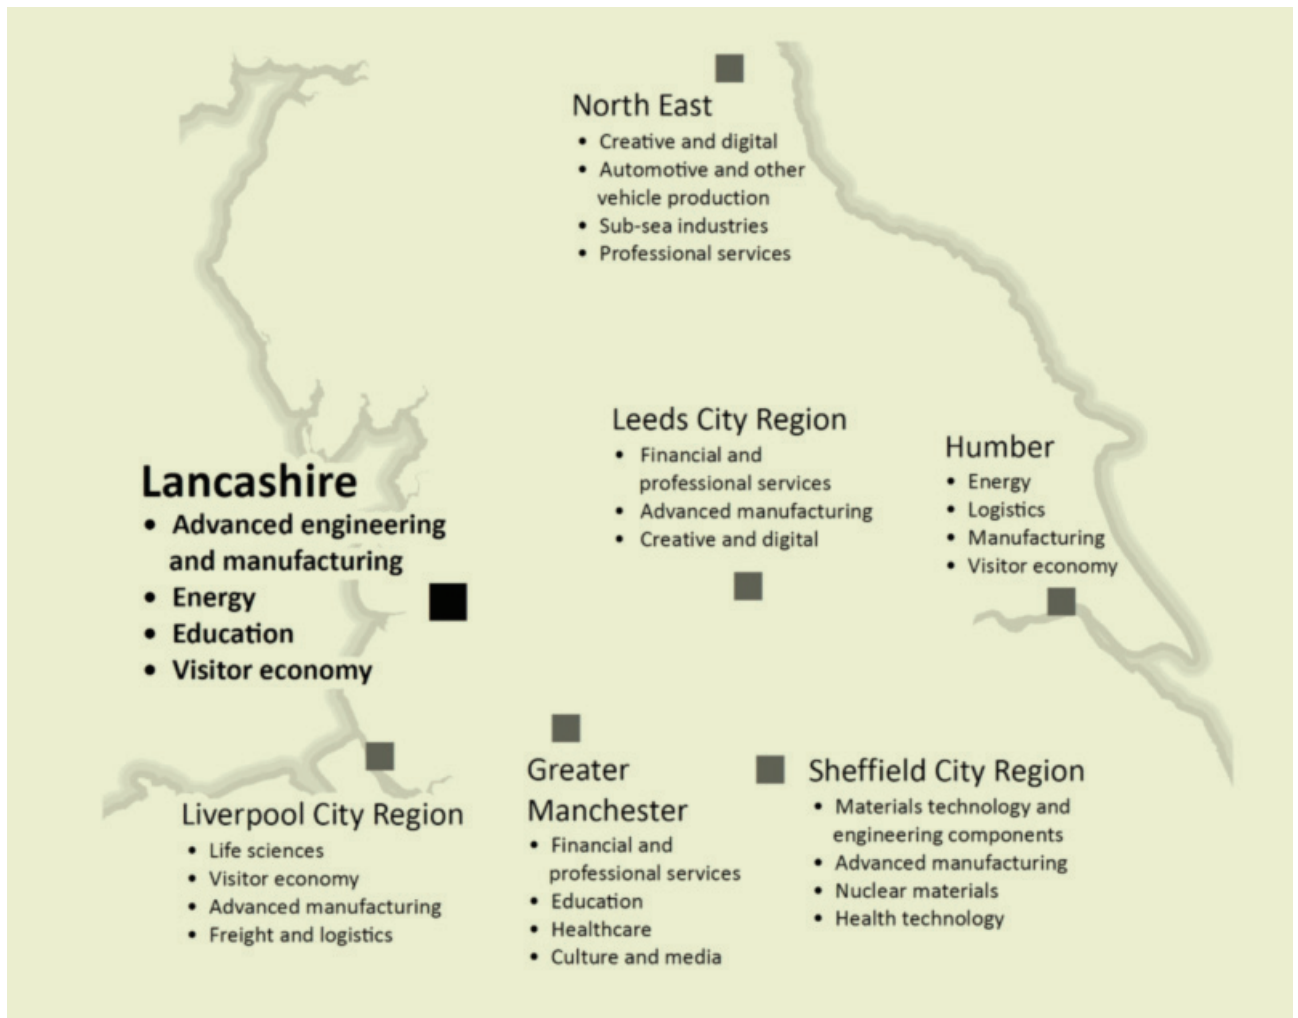 North East
• Creative and digital
• Automotive and other
vehicle production
• Sub-sea industries
• Professional services
Leeds City Region
• Financial and
professional services
• Advanced manufacturing
• Creative and digital
Humber
• Energy
• Logistics
• Manufacturing
• Visitor economy
Lancashire
• Advanced engineering
and manufacturing
• Energy
• Education
• Visitor economy
Liverpool City Region
• Life sciences
• Visitor economy
• Advanced manufacturing
• Freight and logistics
Greater
Manchester
• Financial and
professional services
• Education
• Healthcare
• Culture and media
Sheffield City Region
• Materials technology and
engineering components
• Advanced manufacturing
• Nuclear materials
• Health technology